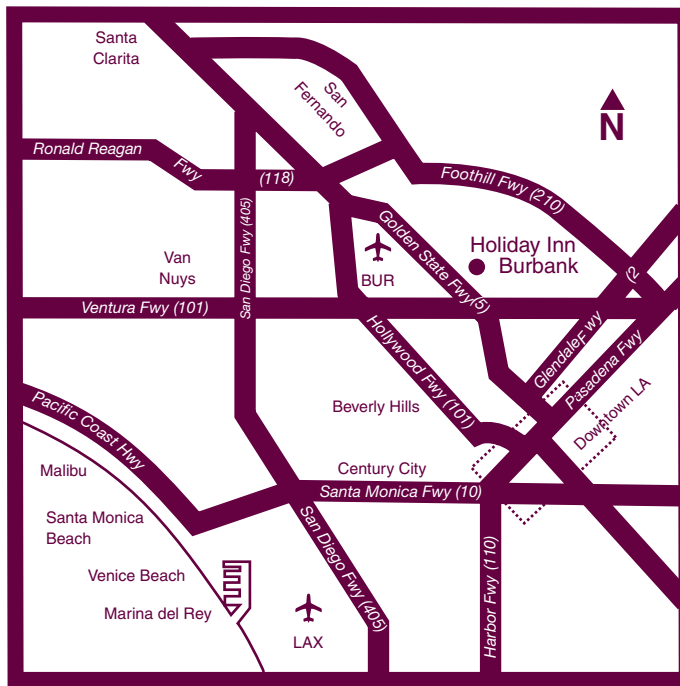 Santa
Clarita
San
Fernando
N
Ronald Reagan
Fwy
(118)
Foothill Fwy (210)
San Diego Fwy (405)
Golden State Fwy(5)
Holiday Inn
Burbank
(2
Van
Nuys
BUR
Ventura Fwy (101)
Hollywood Fwy (101)
Glendale Fwy
Pasadena Fwy
Pacific Coast Hwy
Beverly Hills
Downtown LA
Malibu
Century City
Santa Monica Fwy (10)
Santa Monica
Beach
San Diego Fwy (405)
Harbor Fwy (110)
Venice Beach
Marina del Rey
LAX